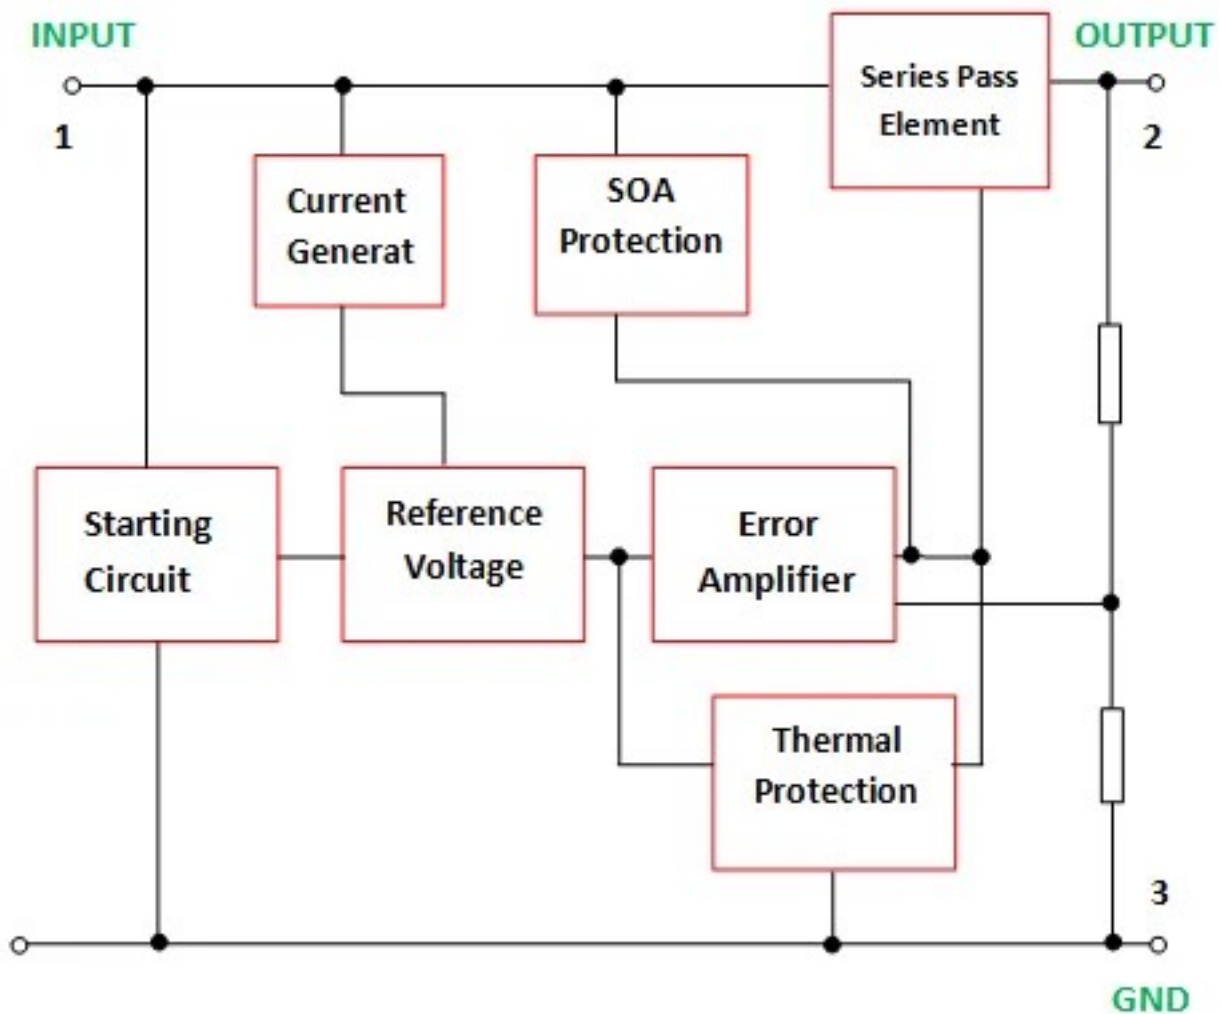 INPUT
OUTPUT
1
2
Series Pass
Element
Current
Generat
SOA
Protection
Starting
Circuit
Reference
Voltage
Error
Amplifier
Thermal
Protection
3
GND